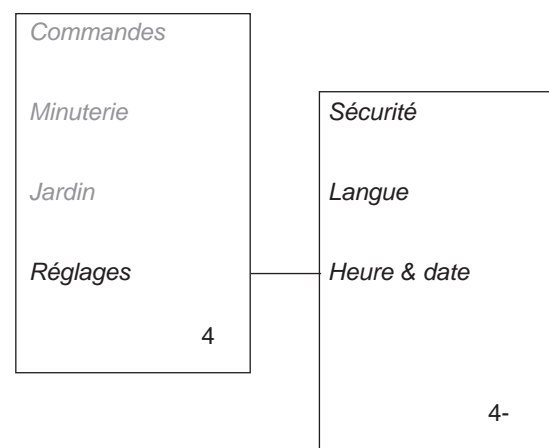 Commandes
Minuterie
Jardin
Réglages
4
Sécurité
Langue
Heure & date
4-